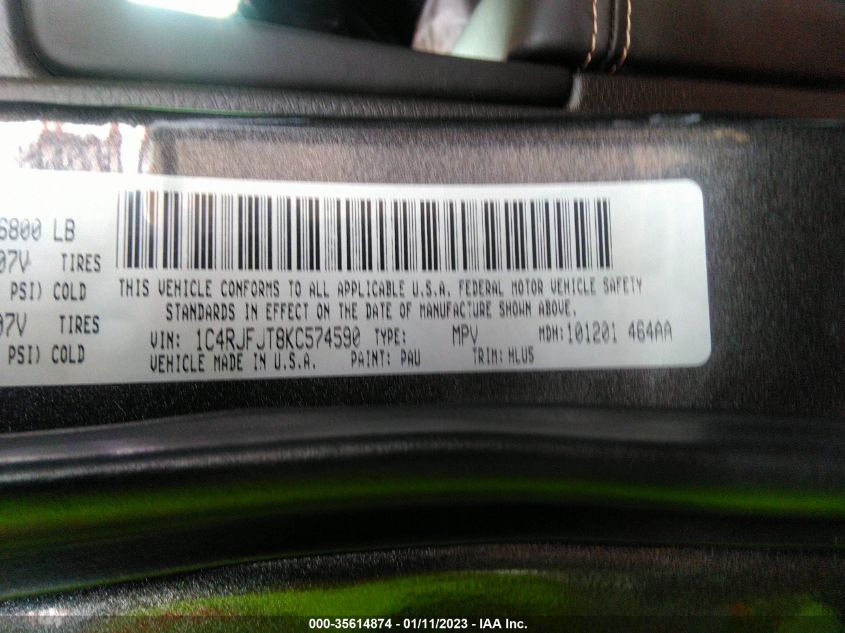 6800 LB
07V TIRES
PSI) COLD
07V TIRES
PSI) COLD
THIS VEHICLE CONFORMS TO ALL APPLICABLE U.S.A. FEDERAL MOTOR VEHICLE SAFETY
STANDARDS IN EFFECT ON THE DATE OF MANUFACTURE SHOWN ABOVE.
VIN: 1C4RJFJT8KC574590 TYPE: MPV MDH:101201 464AA
VEHICLE MADE IN U.S.A. PAINT: PAU TRIM: HLU5
000-35614874 - 01/11/2023 - IAA Inc.